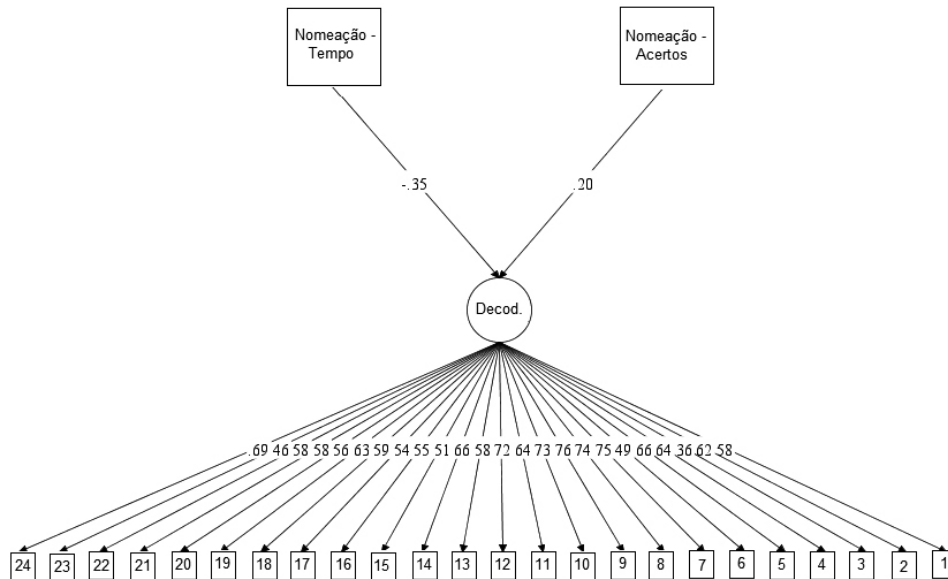 Nomeação -
Tempo
Nomeação -
Acertos
-.35
.20
Decod.
.69 46 58 58 56 63 59 54 55 51 66 58 72 64 73 76 74 75 49 66 64 36 62 58
24 23 22 21 20 19 18 17 16 15 14 13 12 11 10 9 8 7 6 5 4 3 2 1